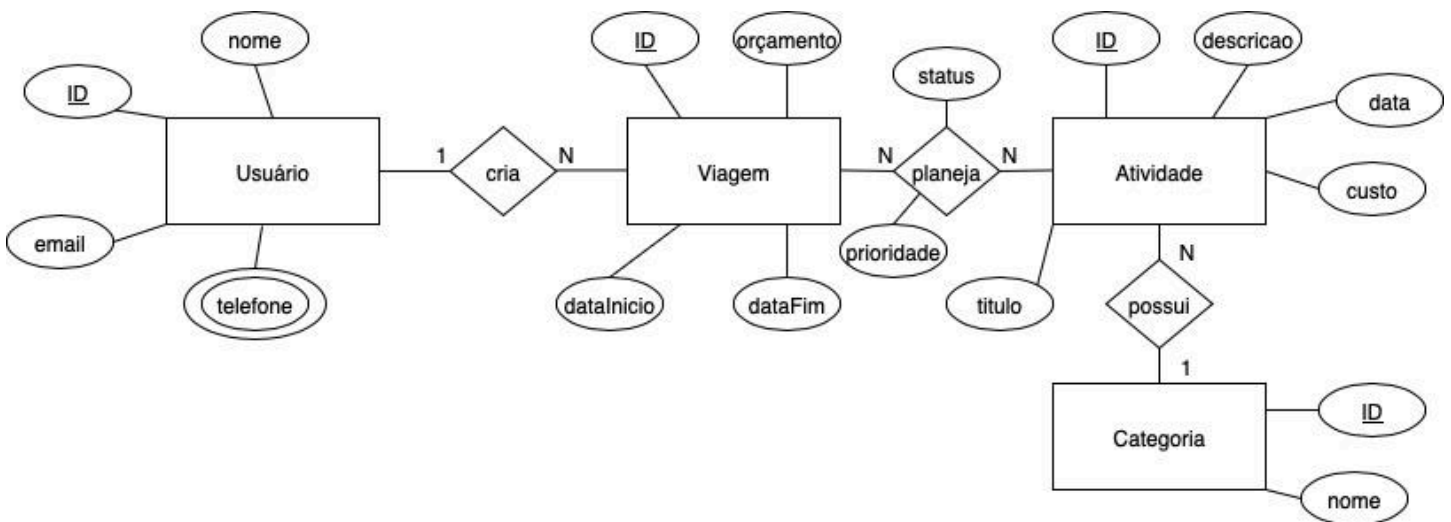 nome
ID
Usuário
email
telefone
1
cria
N
ID
orçamento
Viagem
dataInicio
dataFim
status
N
planeja
N
prioridade
ID
descricao
data
Atividade
custo
titulo
N
possui
1
Categoria
ID
nome